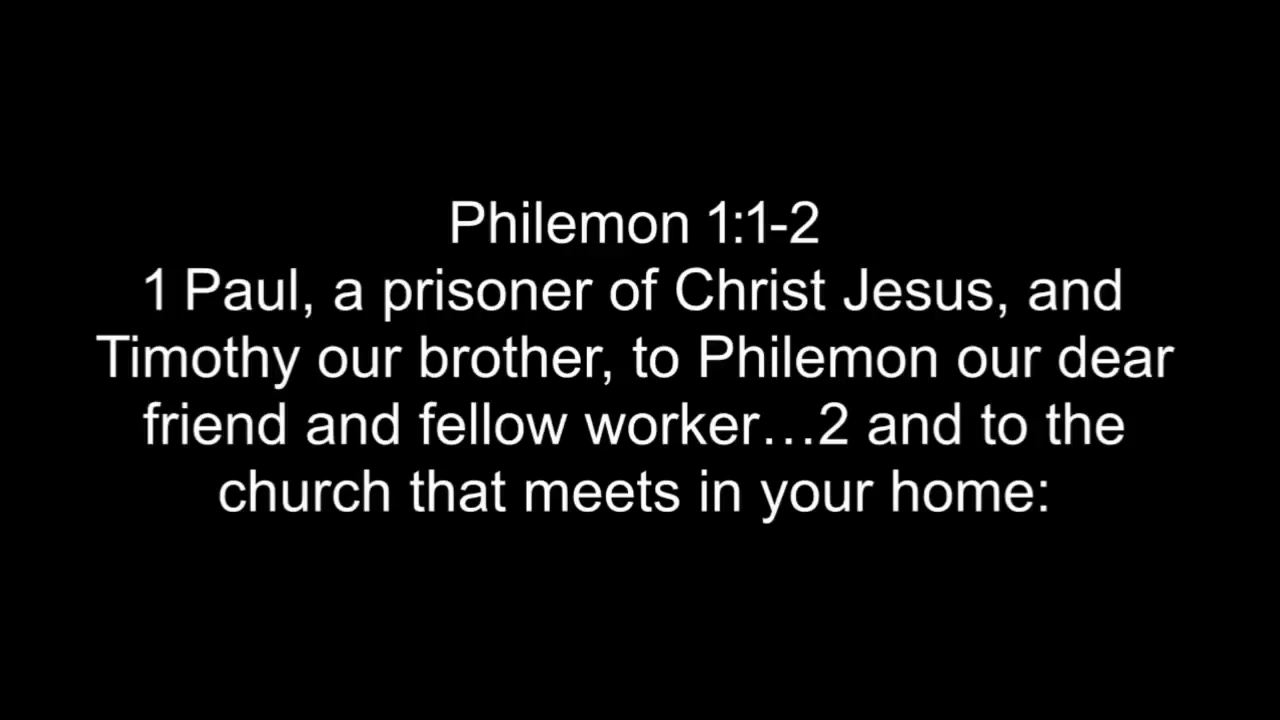 Philemon 1:1-2
1 Paul, a prisoner of Christ Jesus, and
Timothy our brother, to Philemon our dear
friend and fellow worker…2 and to the
church that meets in your home: